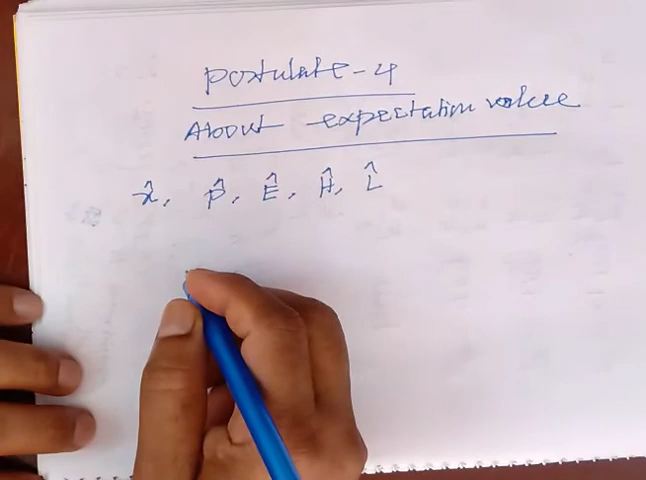 Postulate-4
About expectation value
x̂, p̂, Ê, Ĥ, L̂